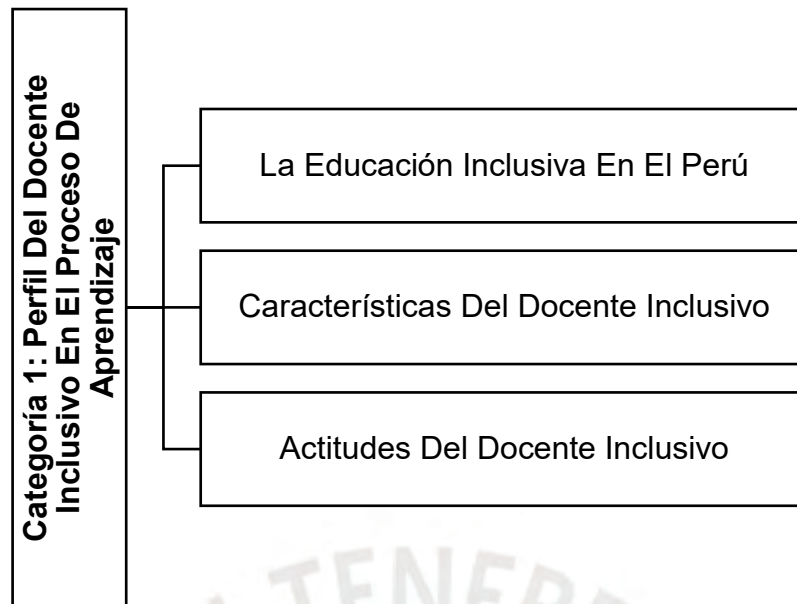 Categoría 1: Perfil Del Docente
Inclusivo En El Proceso De
Aprendizaje
La Educación Inclusiva En El Perú
Características Del Docente Inclusivo
Actitudes Del Docente Inclusivo
TENEB